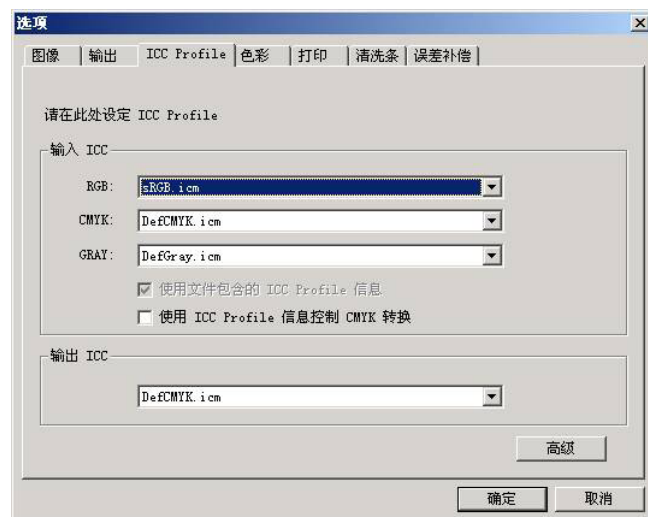 选项
图像 输出 ICC Profile 色彩 打印 清洗条 误差补偿
请在此处设定 ICC Profile
输入 ICC
RGB: sRGB.icm
CMYK: DefCMYK.icm
GRAY: DefGray.icm
使用文件包含的 ICC Profile 信息
使用 ICC Profile 信息控制 CMYK 转换
输出 ICC
DefCMYK.icm
高级
确定 取消